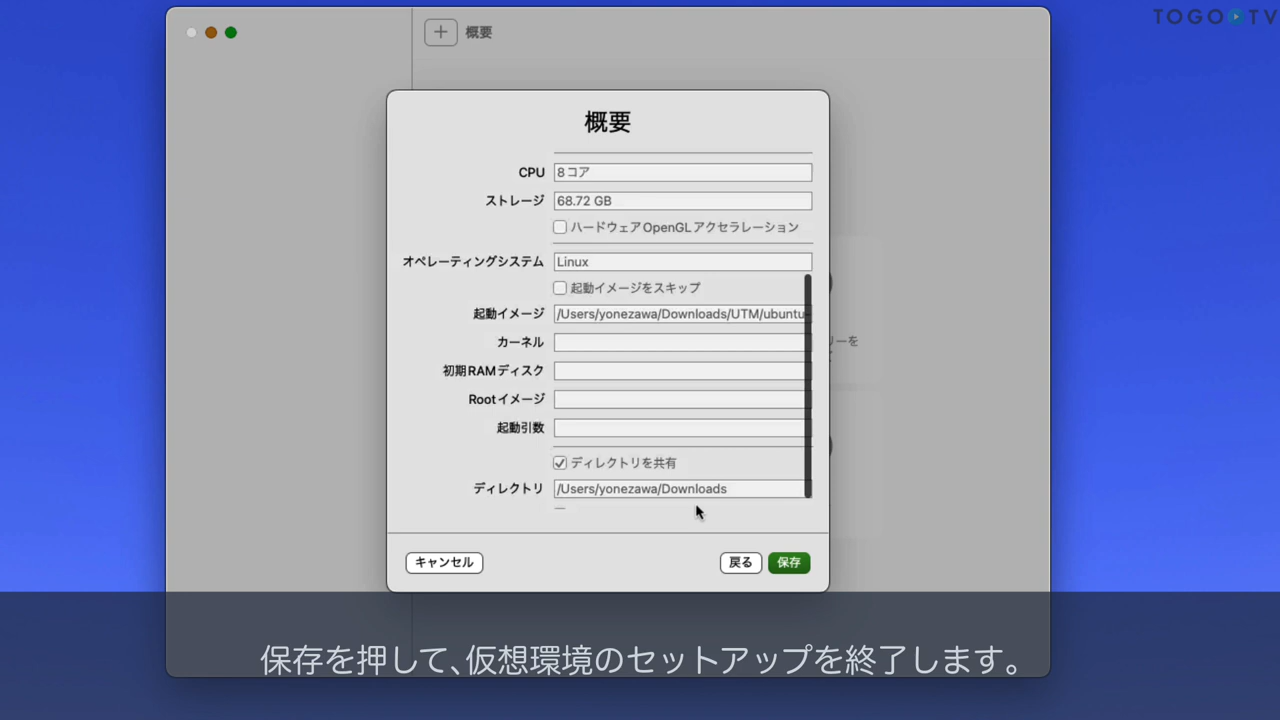 TOGO TV
概要
概要
CPU 8コア
ストレージ 68.72 GB
ハードウェアOpenGLアクセラレーション
オペレーティングシステム Linux
起動イメージをスキップ
起動イメージ /Users/yonezawa/Downloads/UTM/ubuntu-
カーネル
リーを
初期RAMディスク
Rootイメージ
起動引数
ディレクトリを共有
ディレクトリ /Users/yonezawa/Downloads
キャンセル 戻る 保存
保存を押して、仮想環境のセットアップを終了します。